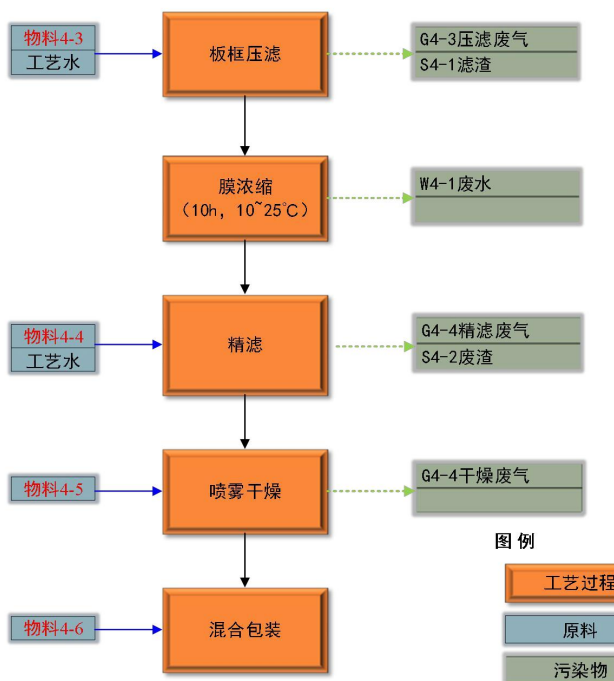 物料4-3
工艺水
板框压滤
G4-3压滤废气
S4-1滤渣
膜浓缩
（10h，10~25℃）
W4-1废水
物料4-4
工艺水
精滤
G4-4精滤废气
S4-2废渣
物料4-5
喷雾干燥
G4-4干燥废气
图 例
工艺过程
物料4-6
混合包装
原料
污染物